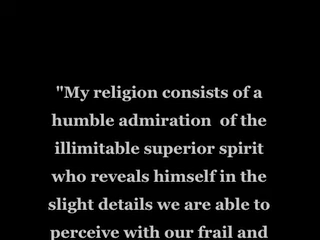 "My religion consists of a
humble admiration  of the
illimitable superior spirit
who reveals himself in the
slight details we are able to
perceive with our frail and